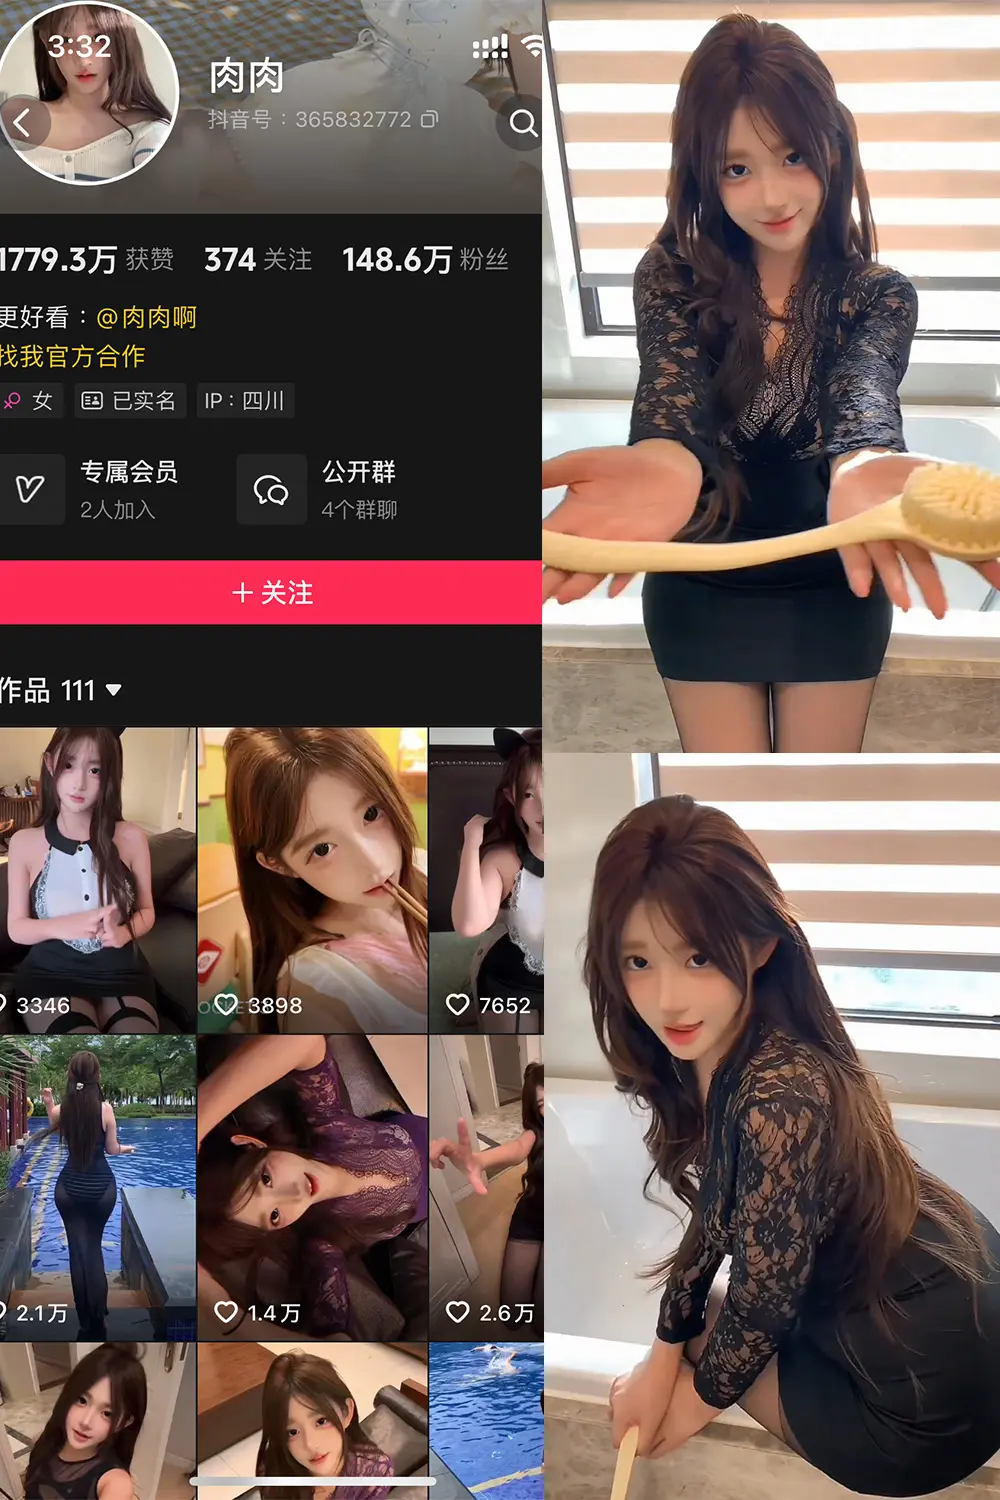 3:32
肉肉
抖音号：365832772
1779.3万 获赞 374 关注 148.6万 粉丝
更好看：@肉肉啊
找我官方合作
女 已实名 IP：四川
专属会员
2人加入
公开群
4个群聊
+ 关注
作品 111
3346
3898
7652
2.1万
1.4万
2.6万